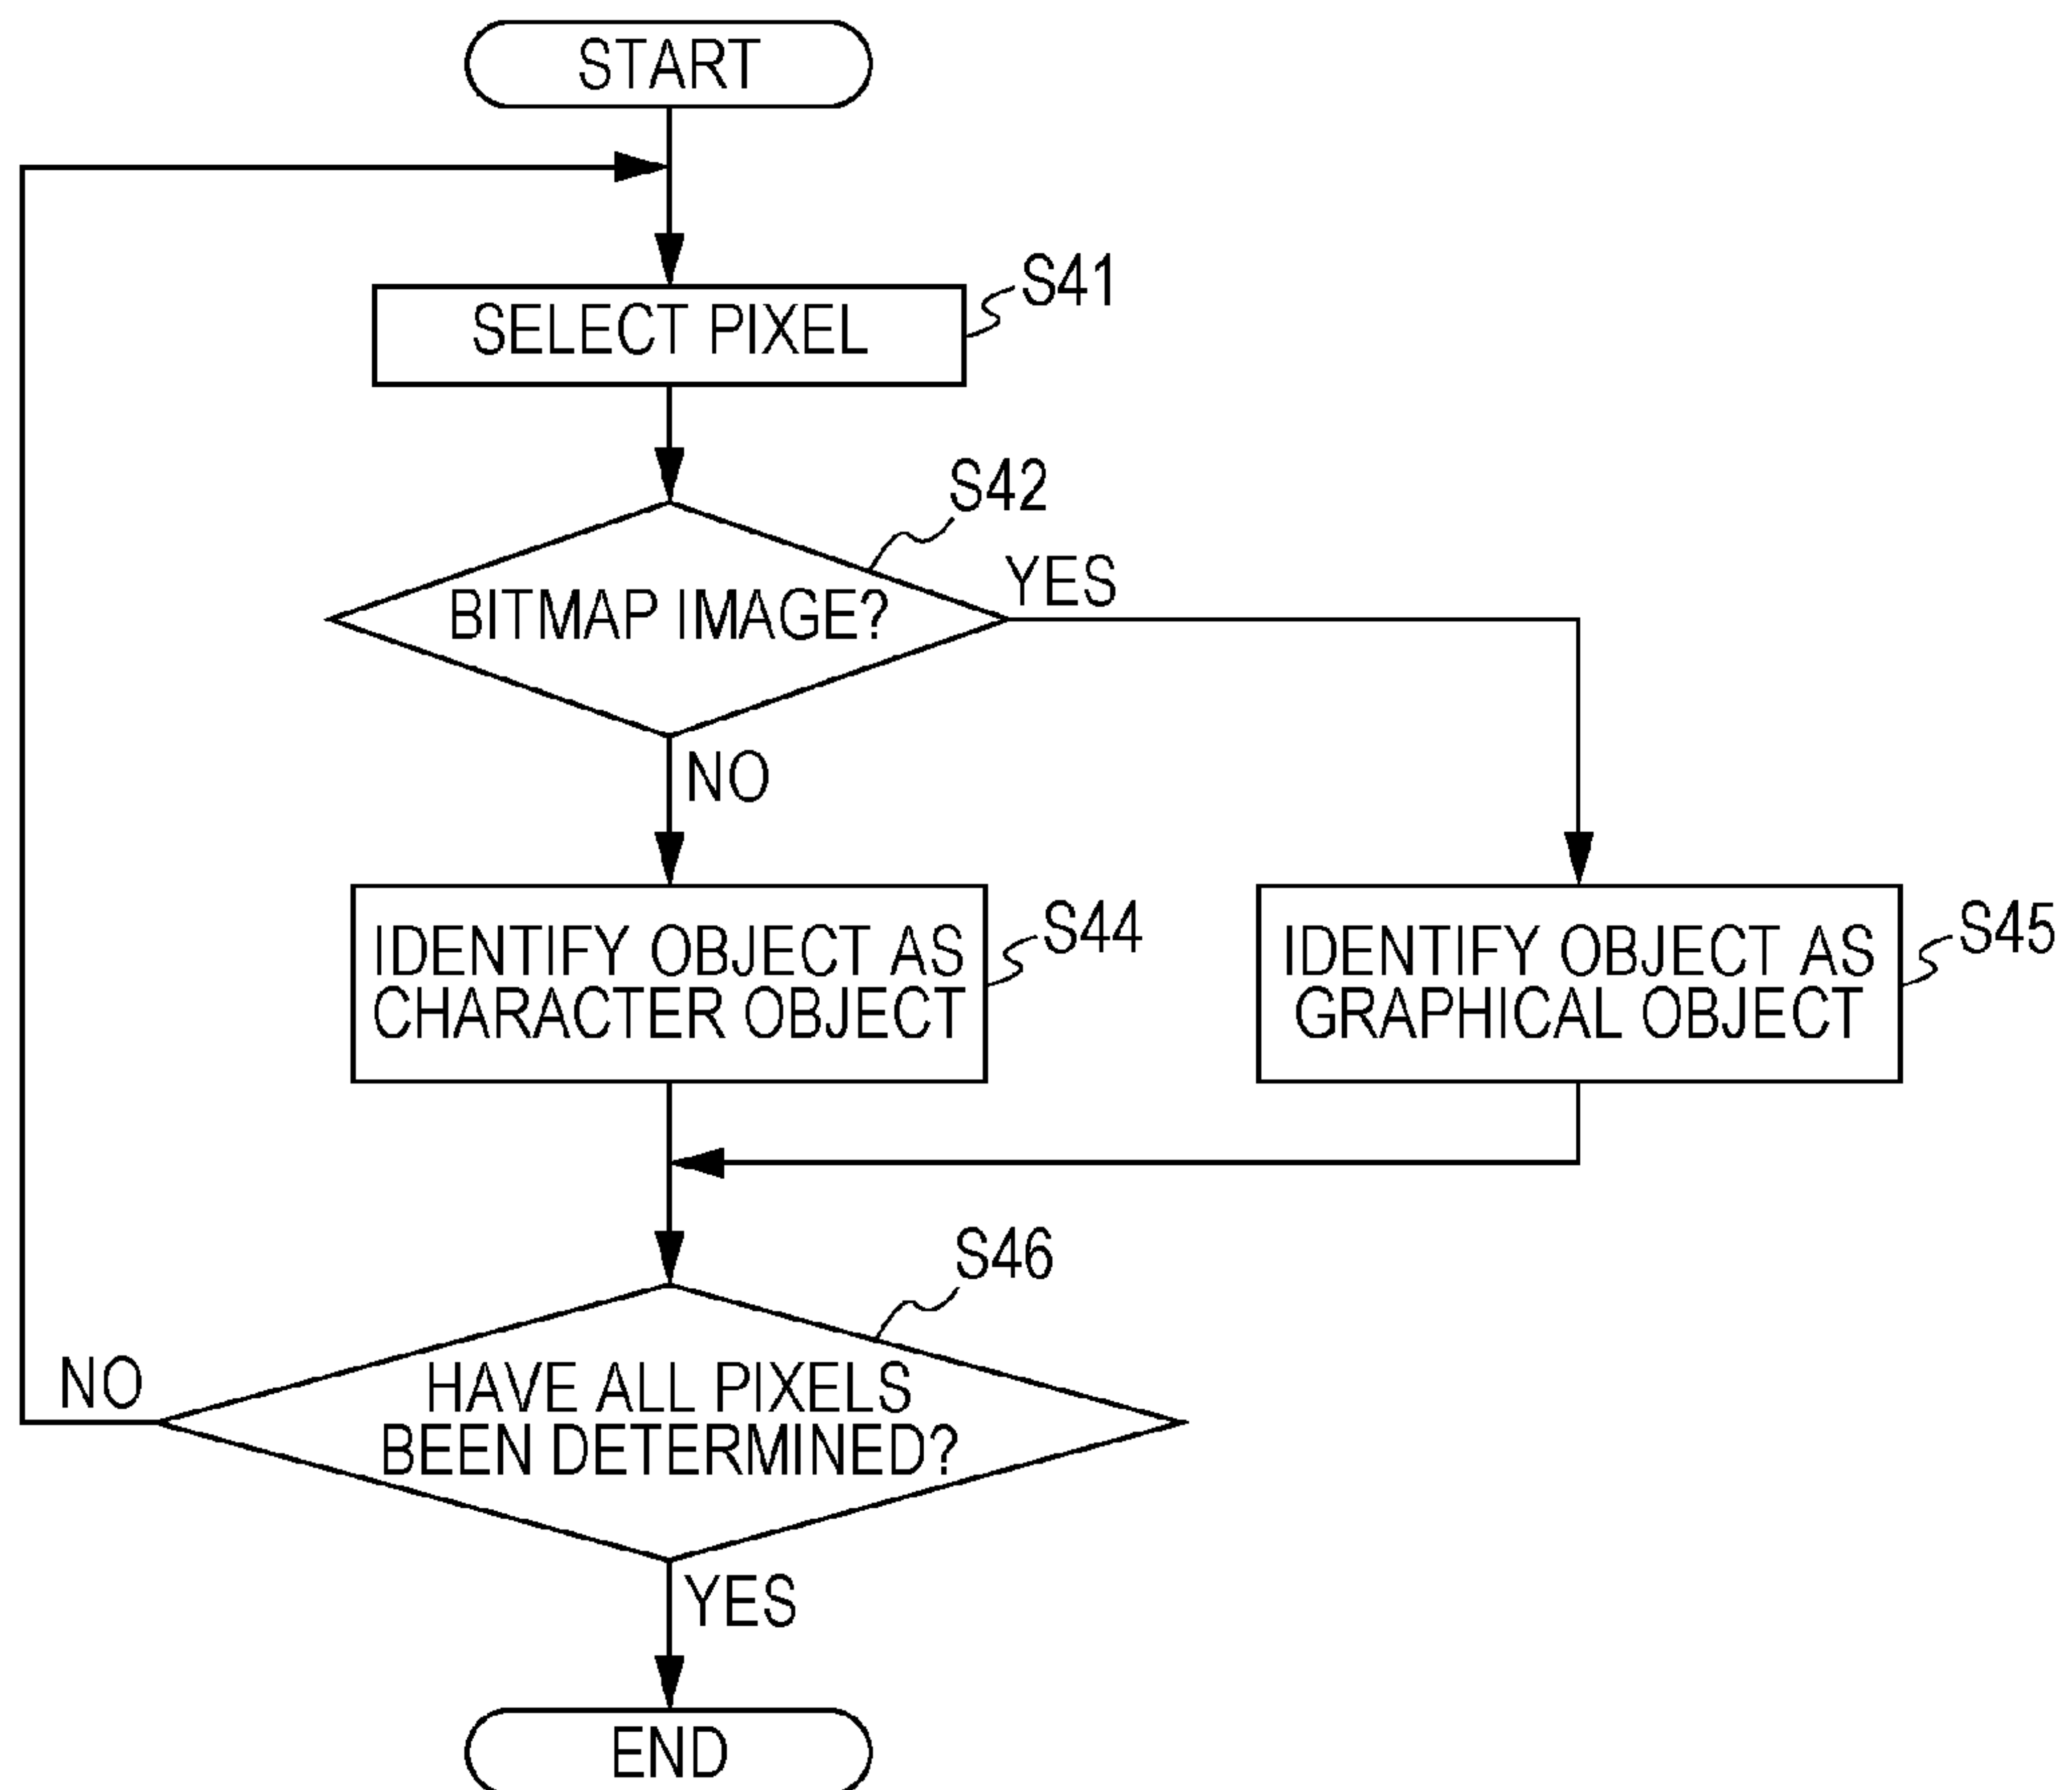 START
S41
SELECT PIXEL
S42
YES
BITMAP IMAGE?
NO
S44
IDENTIFY OBJECT AS
CHARACTER OBJECT
S45
IDENTIFY OBJECT AS
GRAPHICAL OBJECT
S46
NO
HAVE ALL PIXELS
BEEN DETERMINED?
YES
END